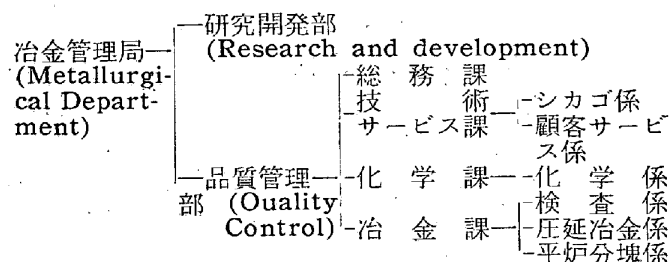 冶金管理局
(Metallurgi-
cal Depart-
ment)
研究開発部
(Research and development)
品質管理
部 (Quality
Control)
総務課
技術
サービス課
シカゴ係
顧客サービ
ス係
化学課
化学係
冶金課
検査係
圧延冶金係
平炉分塊係